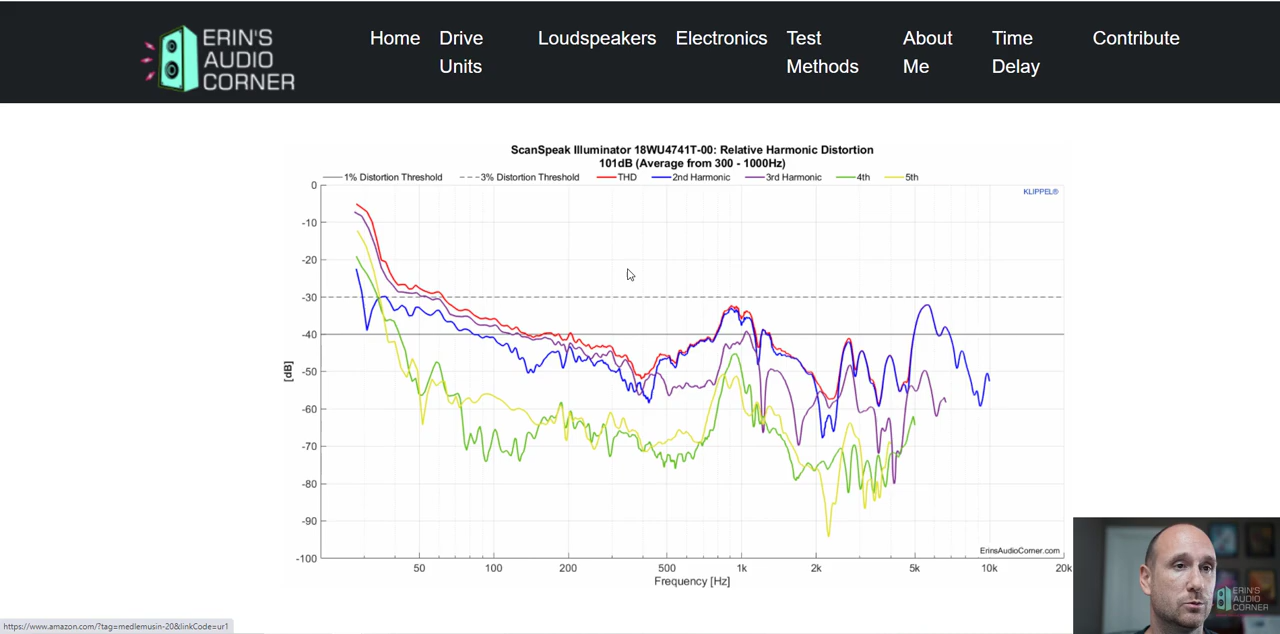 ERIN'S
AUDIO
CORNER
Home
Drive
Units
Loudspeakers
Electronics
Test
Methods
About
Me
Time
Delay
Contribute
ScanSpeak Illuminator 18WU4741T-00: Relative Harmonic Distortion
101dB (Average from 300 - 1000Hz)
1% Distortion Threshold
3% Distortion Threshold
THD
2nd Harmonic
3rd Harmonic
4th
5th
KLIPPEL®
0
-10
-20
-30
-40
-50
-60
-70
-80
-90
-100
[dB]
50
100
200
500
1k
2k
5k
10k
20k
Frequency [Hz]
ErinsAudioCorner.com
ERIN'S
AUDIO
CORNER
https://www.amazon.com/?tag=medlemusin-20&linkCode=ur1